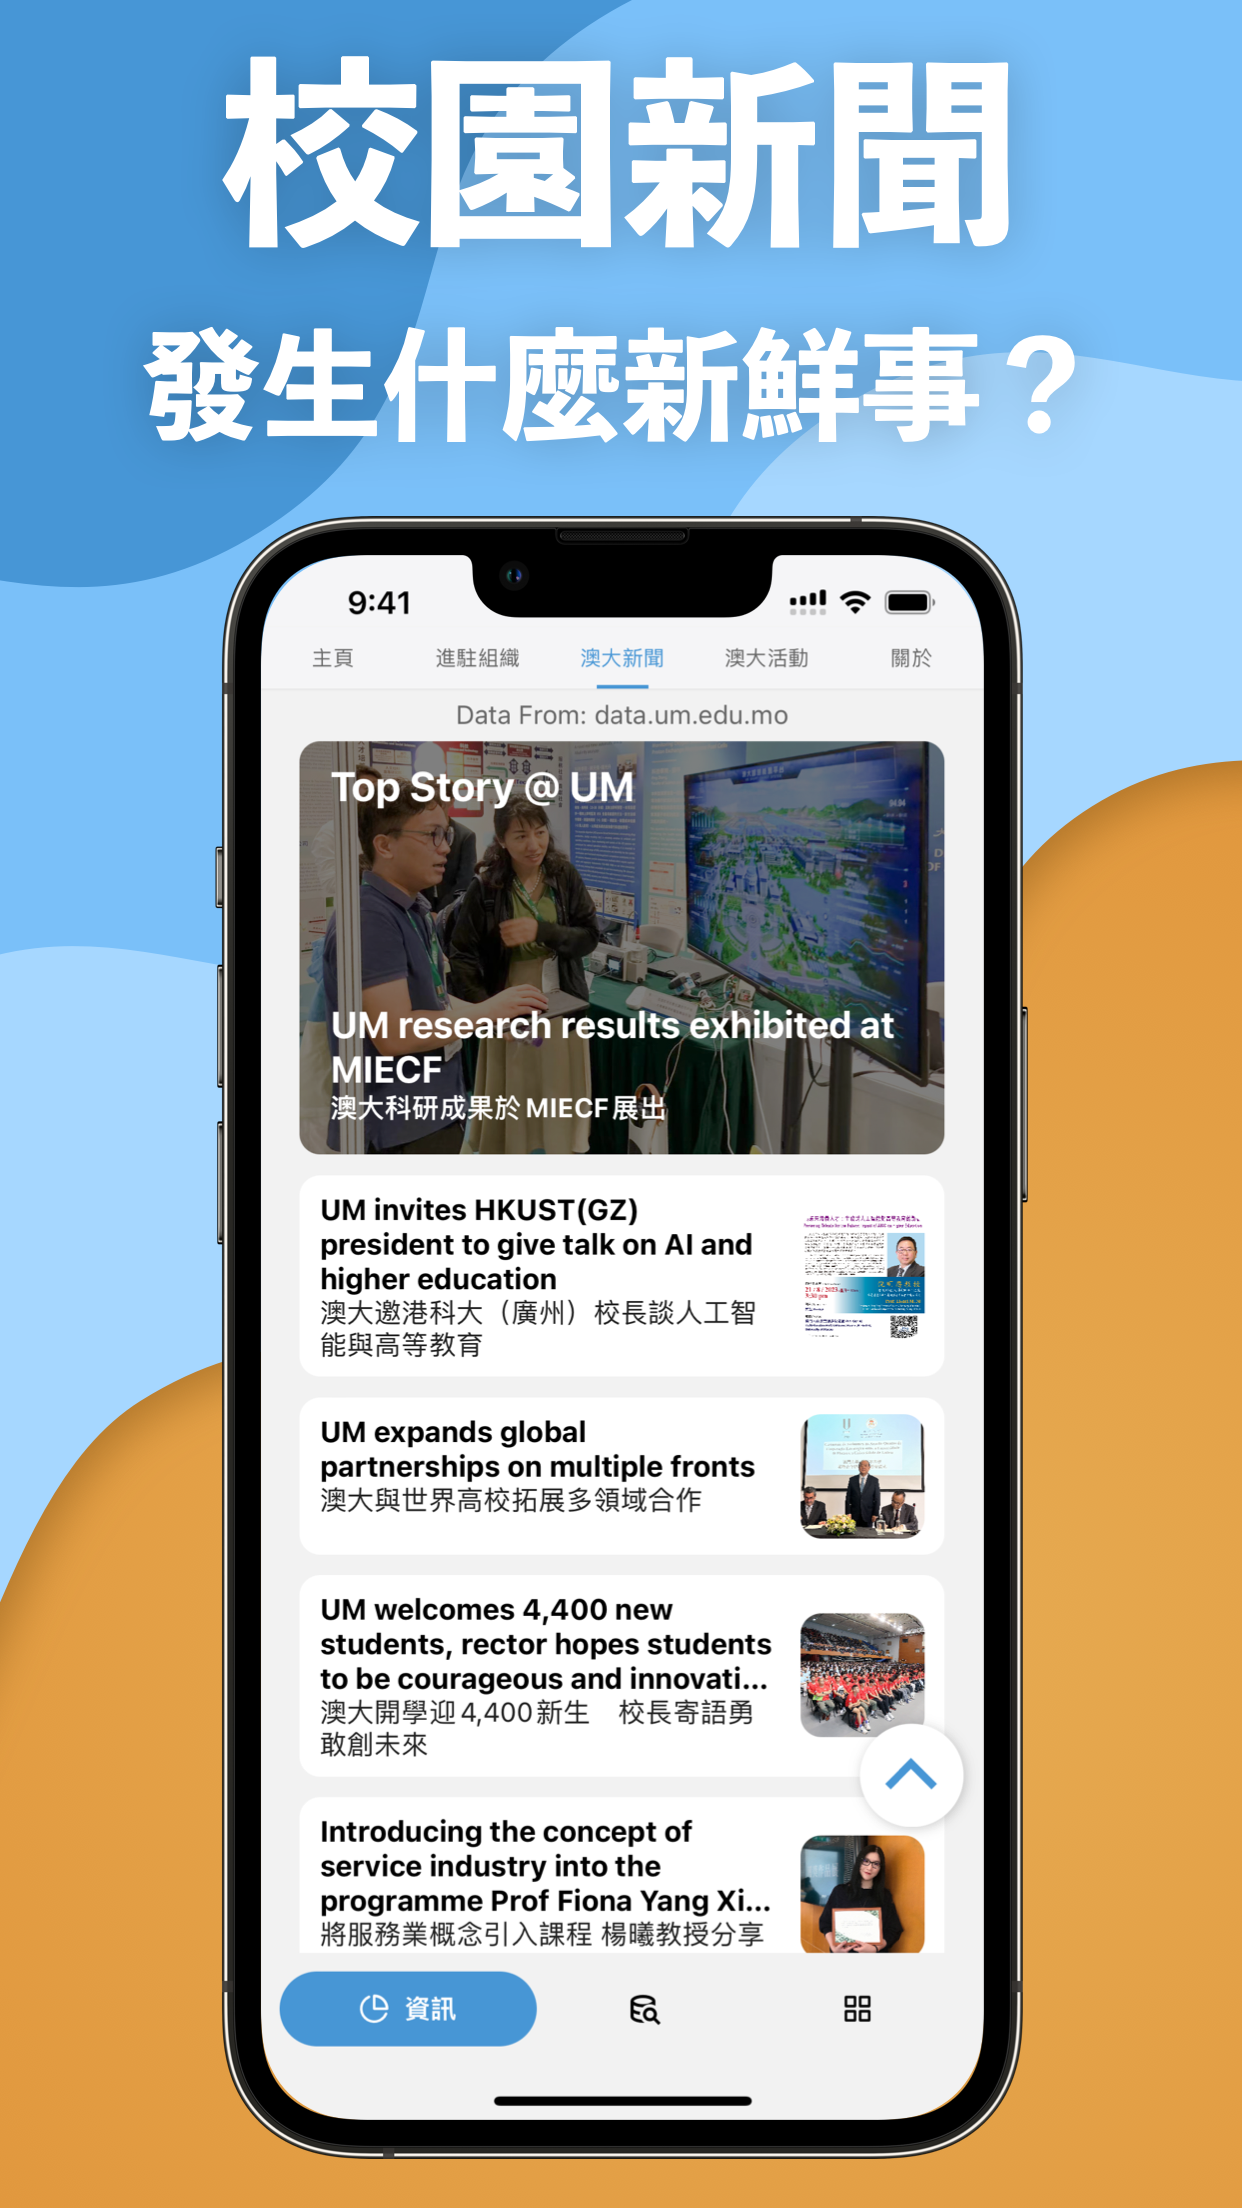 校園新聞
發生什麼新鮮事？
9:41
主頁 進駐組織 澳大新聞 澳大活動 關於
Data From: data.um.edu.mo
Top Story @ UM
UM research results exhibited at
MIECF
澳大科研成果於 MIECF 展出
UM invites HKUST(GZ)
president to give talk on AI and
higher education
澳大邀港科大（廣州）校長談人工智
能與高等教育
UM expands global
partnerships on multiple fronts
澳大與世界高校拓展多領域合作
UM welcomes 4,400 new
students, rector hopes students
to be courageous and innovati...
澳大開學迎 4,400 新生　校長寄語勇
敢創未來
Introducing the concept of
service industry into the
programme Prof Fiona Yang Xi...
將服務業概念引入課程 楊曦教授分享
資訊